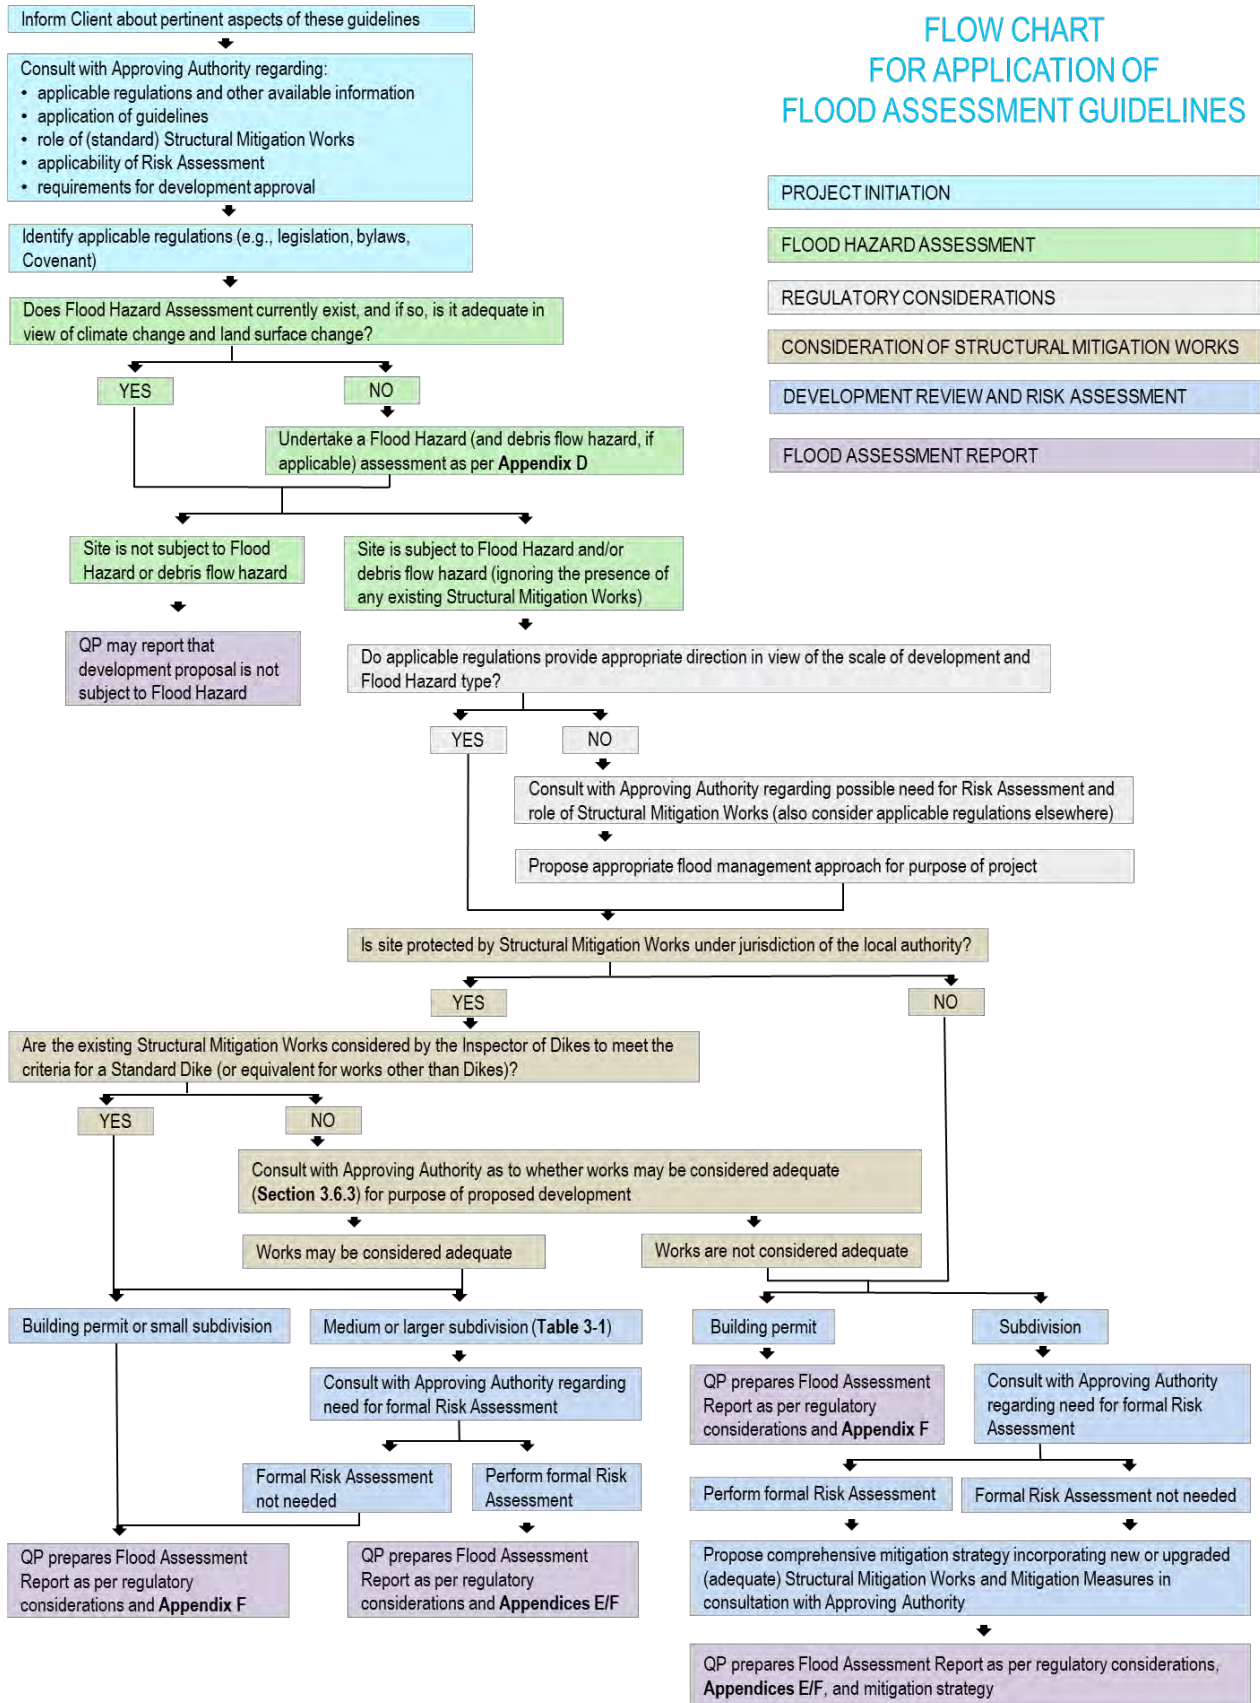 FLOW CHART
FOR APPLICATION OF
FLOOD ASSESSMENT GUIDELINES
PROJECT INITIATION
FLOOD HAZARD ASSESSMENT
REGULATORY CONSIDERATIONS
CONSIDERATION OF STRUCTURAL MITIGATION WORKS
DEVELOPMENT REVIEW AND RISK ASSESSMENT
FLOOD ASSESSMENT REPORT
Inform Client about pertinent aspects of these guidelines
Consult with Approving Authority regarding:
• applicable regulations and other available information
• application of guidelines
• role of (standard) Structural Mitigation Works
• applicability of Risk Assessment
• requirements for development approval
Identify applicable regulations (e.g., legislation, bylaws,
Covenant)
Does Flood Hazard Assessment currently exist, and if so, is it adequate in
view of climate change and land surface change?
YES
NO
Undertake a Flood Hazard (and debris flow hazard, if
applicable) assessment as per Appendix D
Site is not subject to Flood
Hazard or debris flow hazard
Site is subject to Flood Hazard and/or
debris flow hazard (ignoring the presence of
any existing Structural Mitigation Works)
QP may report that
development proposal is not
subject to Flood Hazard
Do applicable regulations provide appropriate direction in view of the scale of development and
Flood Hazard type?
YES
NO
Consult with Approving Authority regarding possible need for Risk Assessment and
role of Structural Mitigation Works (also consider applicable regulations elsewhere)
Propose appropriate flood management approach for purpose of project
Is site protected by Structural Mitigation Works under jurisdiction of the local authority?
YES
NO
Are the existing Structural Mitigation Works considered by the Inspector of Dikes to meet the
criteria for a Standard Dike (or equivalent for works other than Dikes)?
YES
NO
Consult with Approving Authority as to whether works may be considered adequate
(Section 3.6.3) for purpose of proposed development
Works may be considered adequate
Works are not considered adequate
Building permit or small subdivision
Medium or larger subdivision (Table 3-1)
Building permit
Subdivision
Consult with Approving Authority regarding
need for formal Risk Assessment
QP prepares Flood Assessment
Report as per regulatory
considerations and Appendix F
Consult with Approving Authority
regarding need for formal Risk
Assessment
Formal Risk Assessment
not needed
Perform formal Risk
Assessment
Perform formal Risk Assessment
Formal Risk Assessment not needed
QP prepares Flood Assessment
Report as per regulatory
considerations and Appendix F
QP prepares Flood Assessment
Report as per regulatory
considerations and Appendices E/F
Propose comprehensive mitigation strategy incorporating new or upgraded
(adequate) Structural Mitigation Works and Mitigation Measures in
consultation with Approving Authority
QP prepares Flood Assessment Report as per regulatory considerations,
Appendices E/F, and mitigation strategy